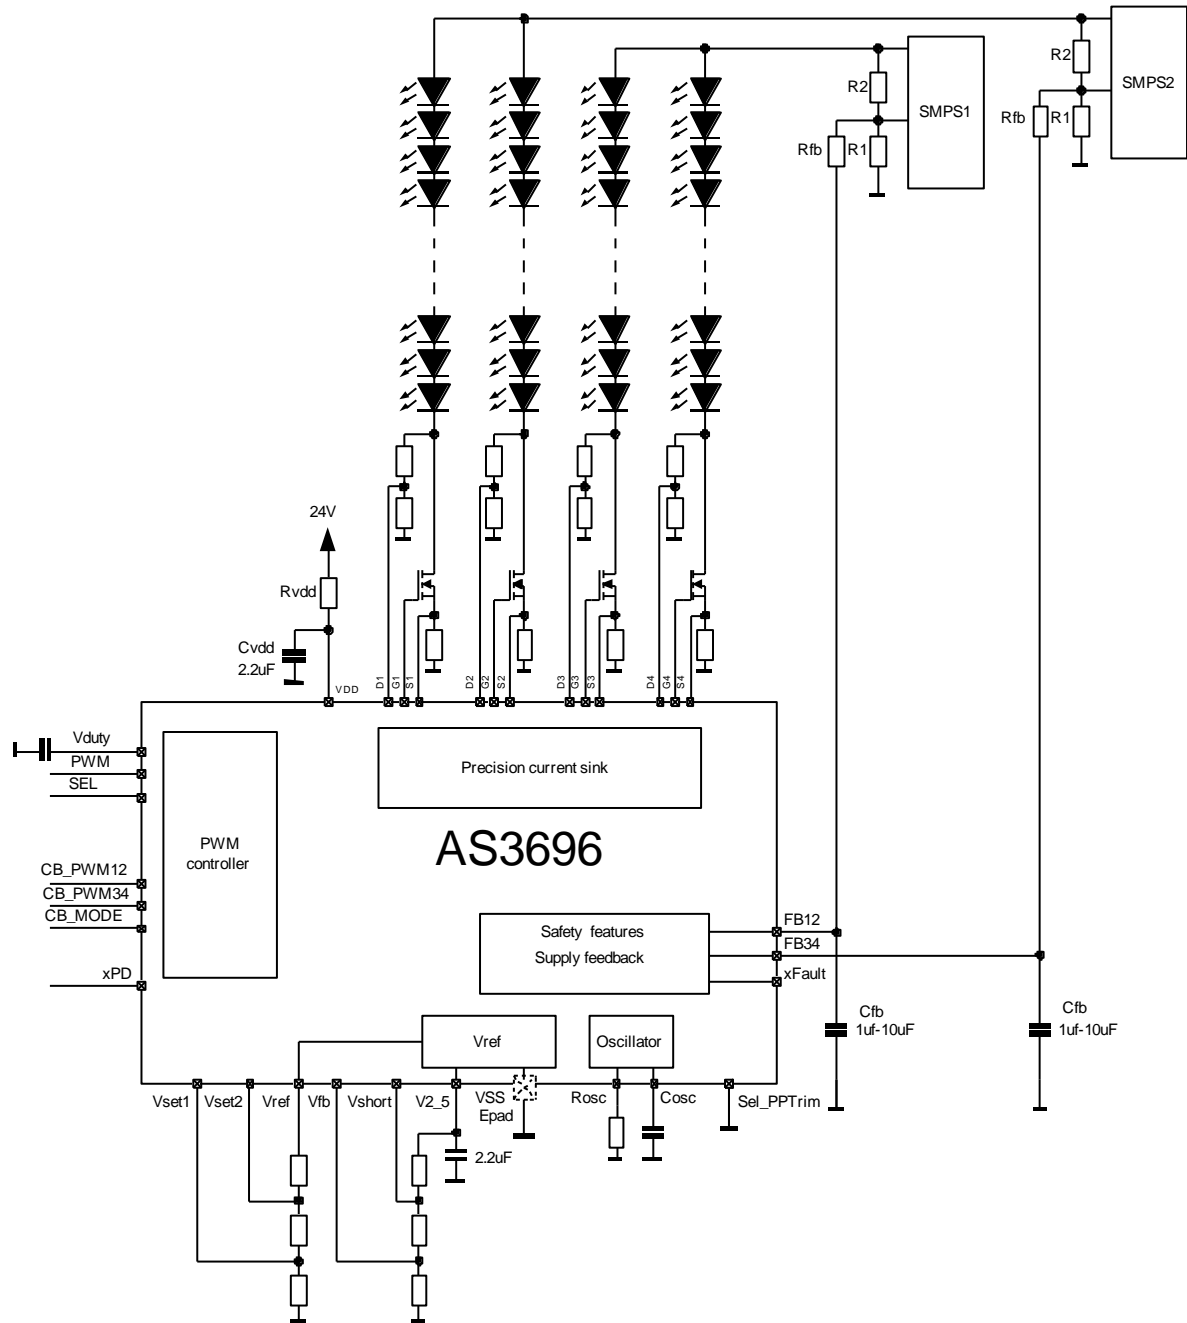 R2
SMPS2
R2
SMPS1
Rfb
R1
Rfb
R1
24V
Rvdd
Cvdd
2.2uF
VDD
D1
G1
S1
D2
G2
S2
D3
G3
S3
D4
G4
S4
Vduty
PWM
SEL
Precision current sink
PWM
controller
AS3696
CB_PWM12
CB_PWM34
CB_MODE
xPD
Safety features
Supply feedback
FB12
FB34
xFault
Cfb
1uf-10uF
Cfb
1uf-10uF
Vref
Oscillator
Vset1
Vset2
Vref
Vfb
Vshort
V2_5
VSS
Epad
Rosc
Cosc
Sel_PPTrim
2.2uF